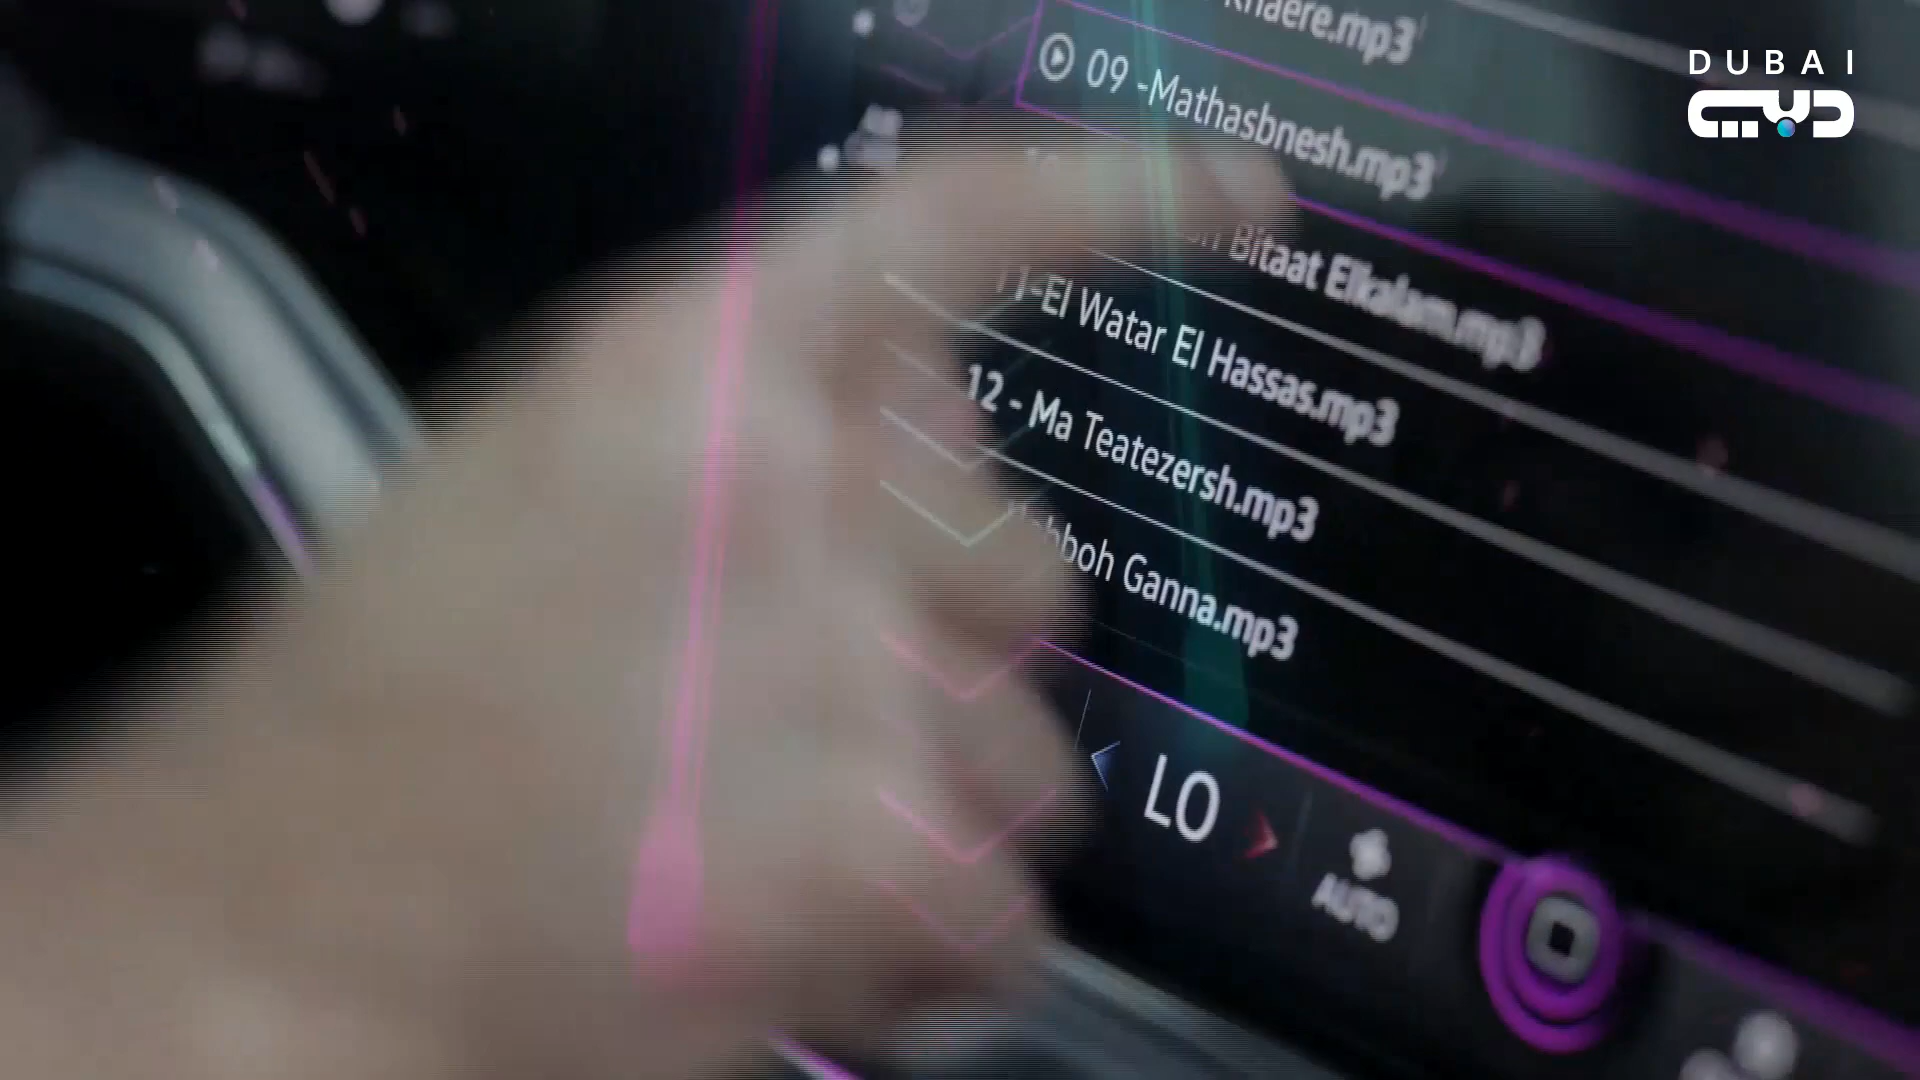 DUBAI
دبي
khaere.mp3
09 -Mathasbnesh.mp3
Bitaat Elkalam.mp3
11-El Watar El Hassas.mp3
12 - Ma Teatezersh.mp3
Ganna.mp3
LO
AUTO